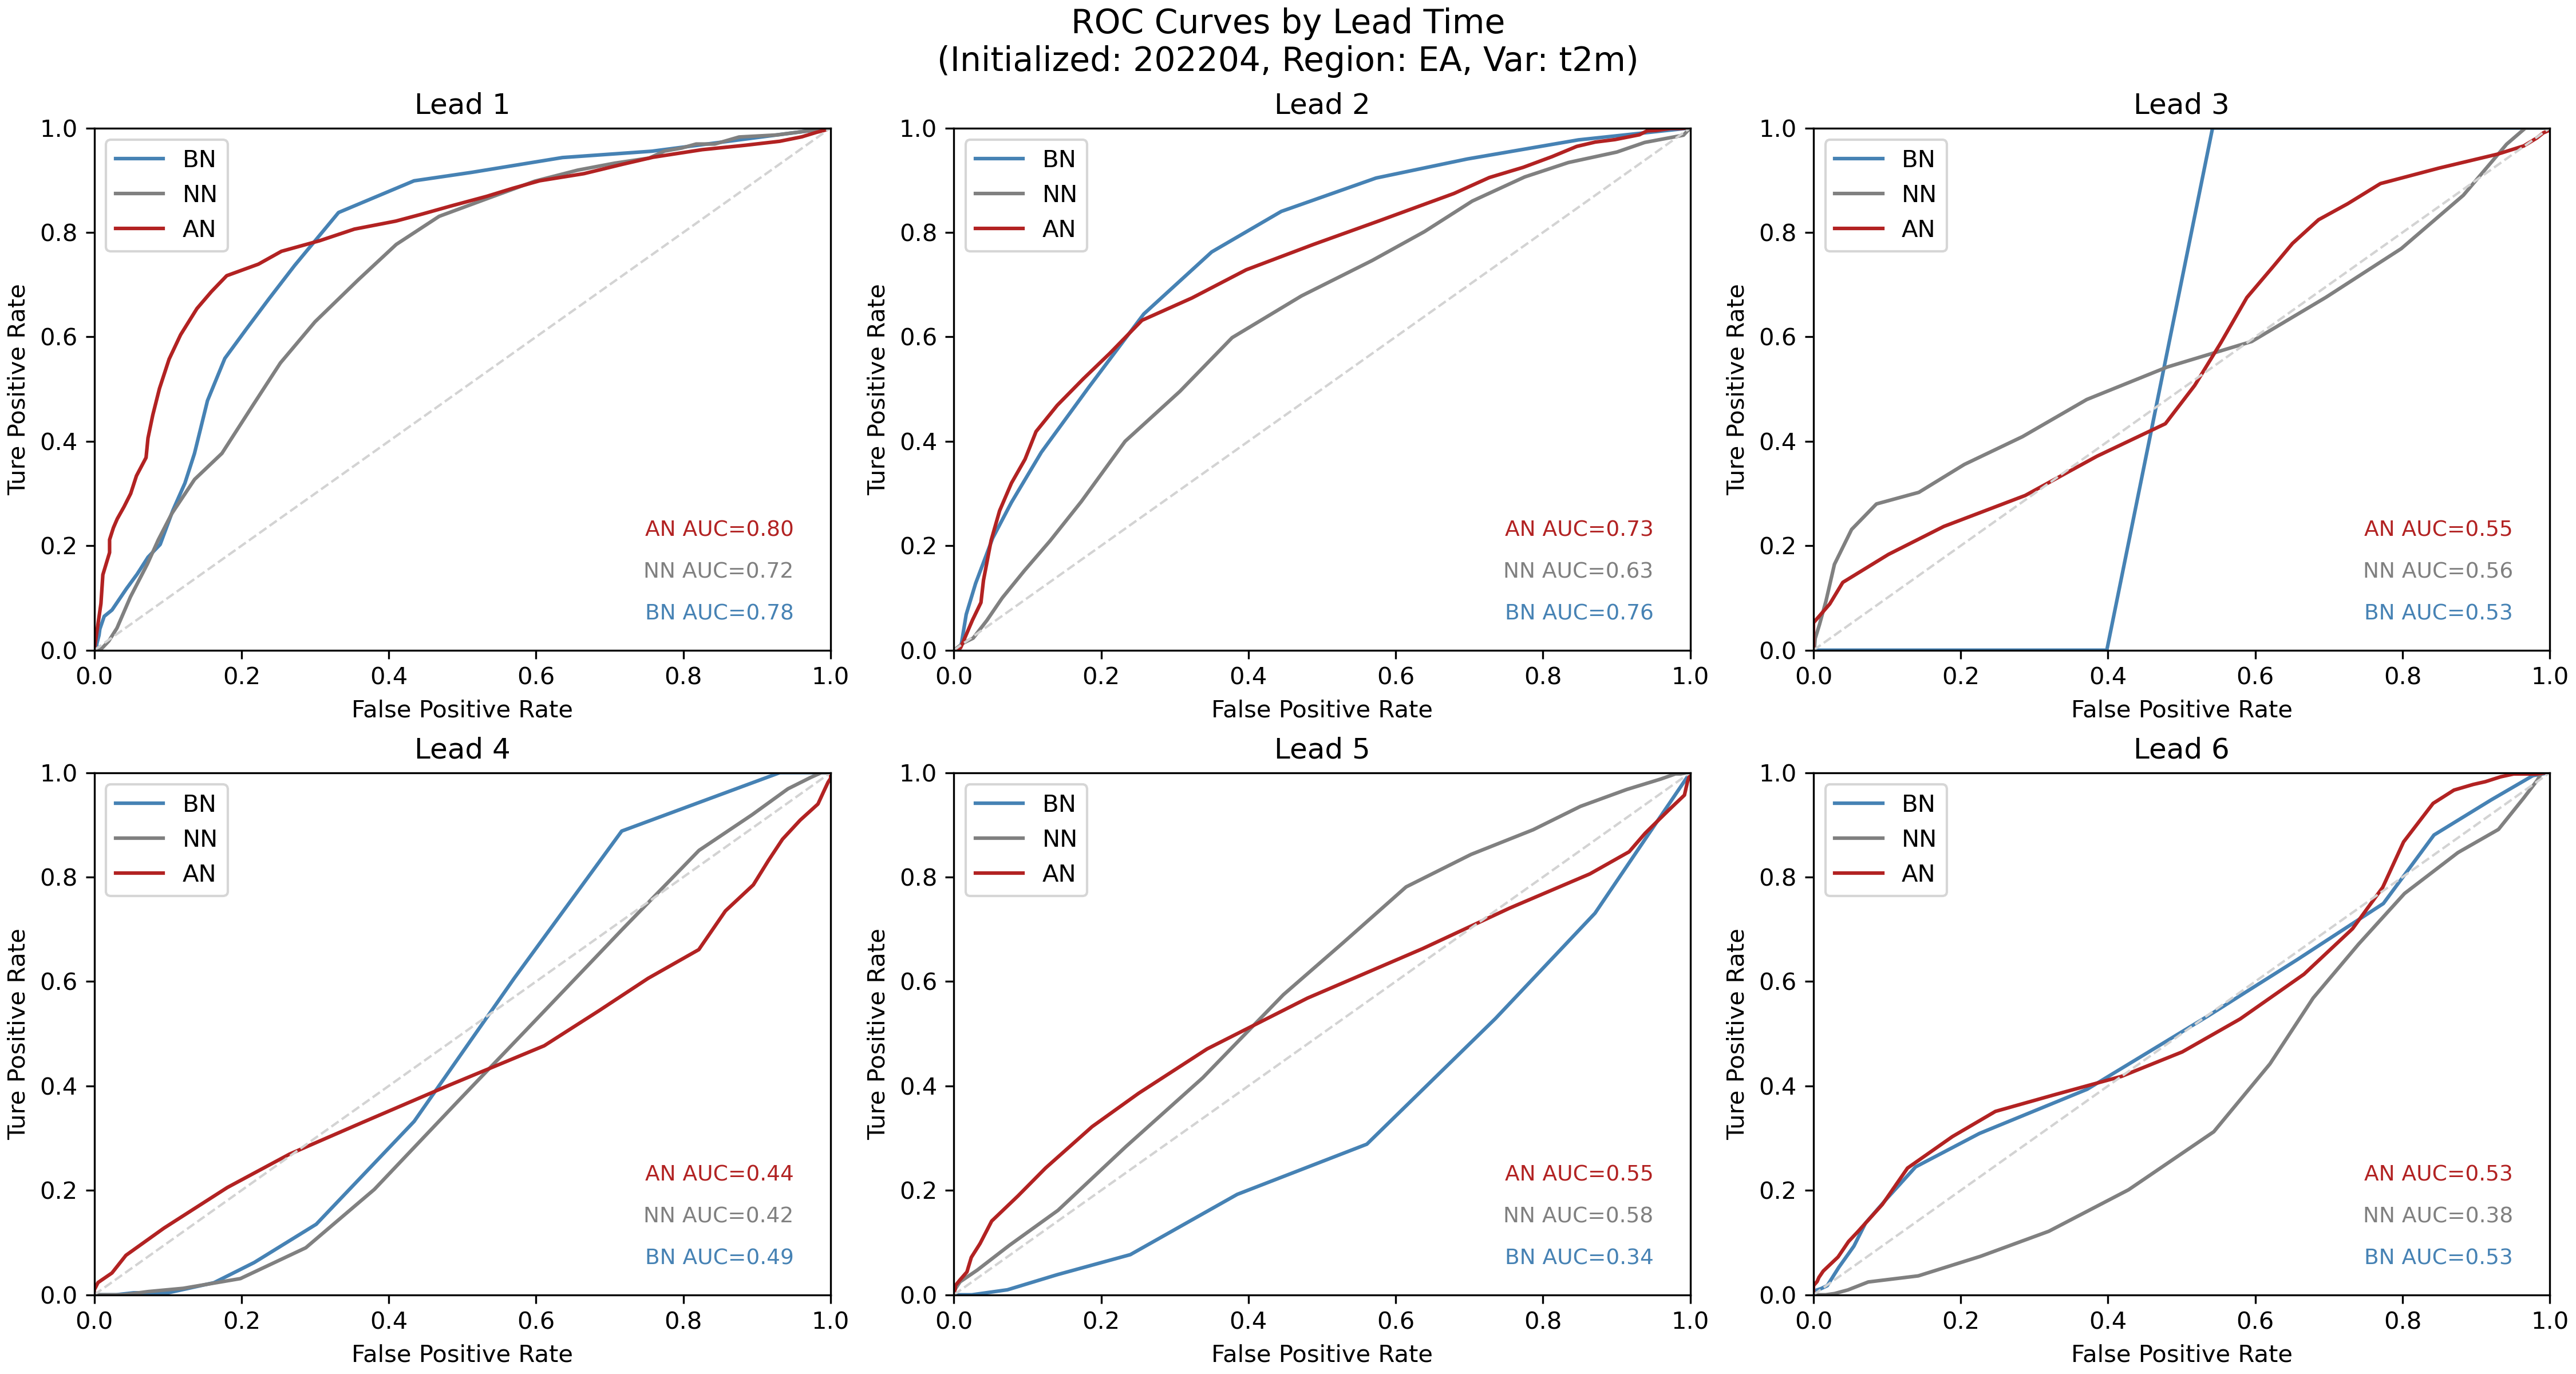 ROC Curves by Lead Time
(Initialized: 202204, Region: EA, Var: t2m)
Lead 1
1.0
0.8
0.6
0.4
0.2
0.0
Ture Positive Rate
BN
NN
AN
AN AUC=0.80
NN AUC=0.72
BN AUC=0.78
0.0 0.2 0.4 0.6 0.8 1.0
False Positive Rate
Lead 2
1.0
0.8
0.6
0.4
0.2
0.0
Ture Positive Rate
BN
NN
AN
AN AUC=0.73
NN AUC=0.63
BN AUC=0.76
0.0 0.2 0.4 0.6 0.8 1.0
False Positive Rate
Lead 3
1.0
0.8
0.6
0.4
0.2
0.0
Ture Positive Rate
BN
NN
AN
AN AUC=0.55
NN AUC=0.56
BN AUC=0.53
0.0 0.2 0.4 0.6 0.8 1.0
False Positive Rate
Lead 4
1.0
0.8
0.6
0.4
0.2
0.0
Ture Positive Rate
BN
NN
AN
AN AUC=0.44
NN AUC=0.42
BN AUC=0.49
0.0 0.2 0.4 0.6 0.8 1.0
False Positive Rate
Lead 5
1.0
0.8
0.6
0.4
0.2
0.0
Ture Positive Rate
BN
NN
AN
AN AUC=0.55
NN AUC=0.58
BN AUC=0.34
0.0 0.2 0.4 0.6 0.8 1.0
False Positive Rate
Lead 6
1.0
0.8
0.6
0.4
0.2
0.0
Ture Positive Rate
BN
NN
AN
AN AUC=0.53
NN AUC=0.38
BN AUC=0.53
0.0 0.2 0.4 0.6 0.8 1.0
False Positive Rate